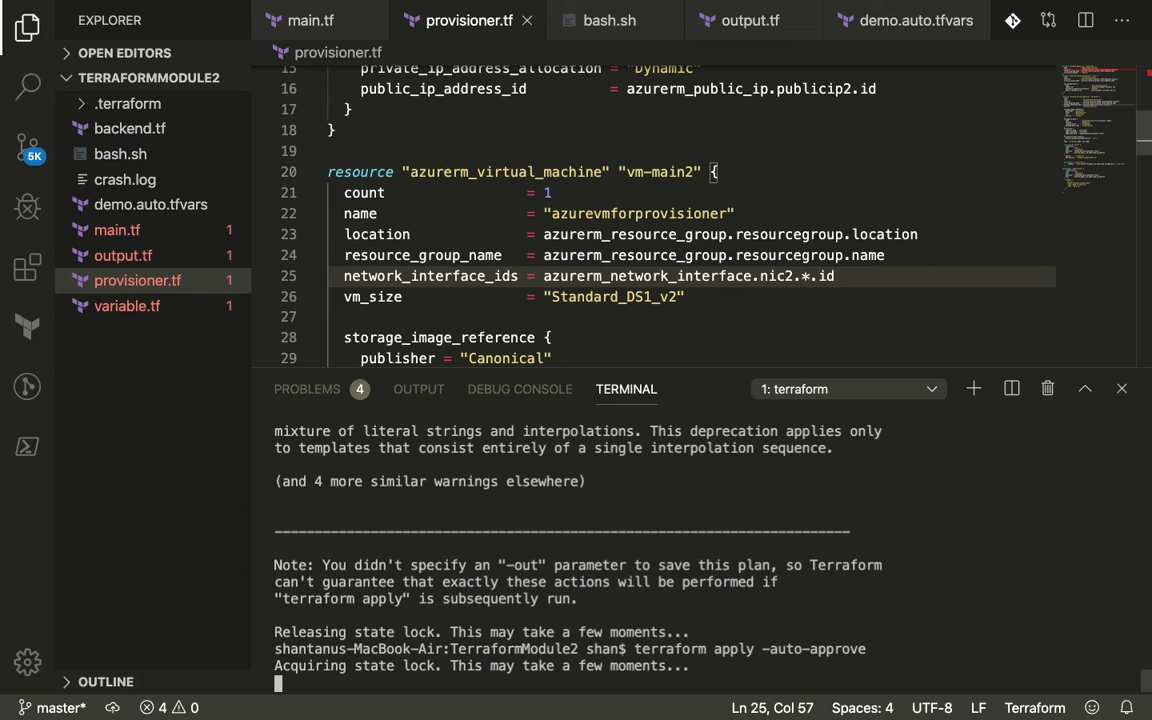 EXPLORER
main.tf
provisioner.tf
bash.sh
output.tf
demo.auto.tfvars
OPEN EDITORS
TERRAFORMMODULE2
.terraform
backend.tf
bash.sh
crash.log
demo.auto.tfvars
main.tf 1
output.tf 1
provisioner.tf 1
variable.tf 1
OUTLINE
5K
provisioner.tf
15 private_ip_address_allocation = "Dynamic"
16 public_ip_address_id = azurerm_public_ip.publicip2.id
17 }
18 }
19
20 resource "azurerm_virtual_machine" "vm-main2" {
21 count = 1
22 name = "azurevmforprovisioner"
23 location = azurerm_resource_group.resourcegroup.location
24 resource_group_name = azurerm_resource_group.resourcegroup.name
25 network_interface_ids = azurerm_network_interface.nic2.*.id
26 vm_size = "Standard_DS1_v2"
27
28 storage_image_reference {
29 publisher = "Canonical"
PROBLEMS 4 OUTPUT DEBUG CONSOLE TERMINAL 1: terraform
mixture of literal strings and interpolations. This deprecation applies only
to templates that consist entirely of a single interpolation sequence.
(and 4 more similar warnings elsewhere)
------------------------------------------------------------------------
Note: You didn't specify an "-out" parameter to save this plan, so Terraform
can't guarantee that exactly these actions will be performed if
"terraform apply" is subsequently run.
Releasing state lock. This may take a few moments...
shantanus-MacBook-Air:TerraformModule2 shan$ terraform apply -auto-approve
Acquiring state lock. This may take a few moments...
master* 4 0 Ln 25, Col 57 Spaces: 4 UTF-8 LF Terraform